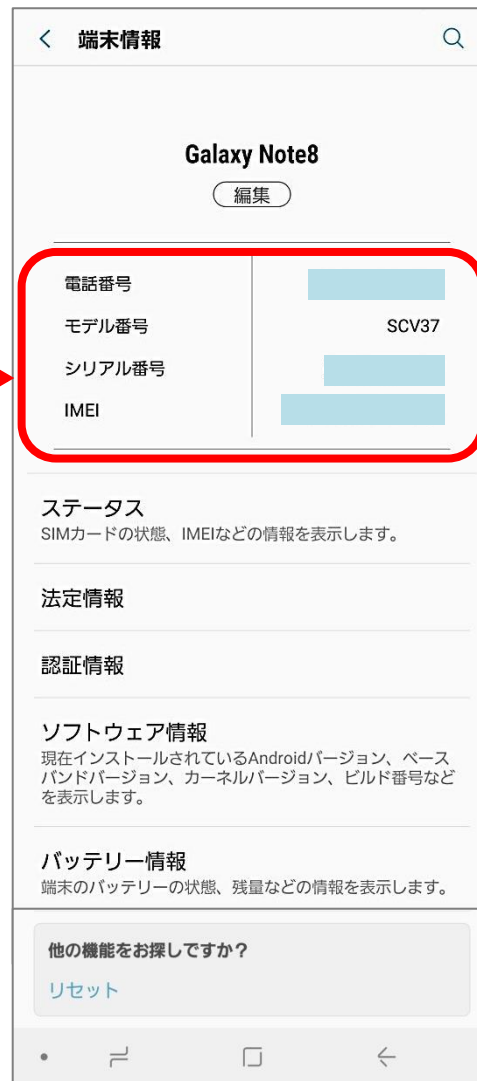 端末情報
Galaxy Note8
編集
電話番号
モデル番号 SCV37
シリアル番号
IMEI
ステータス
SIMカードの状態、IMEIなどの情報を表示します。
法定情報
認証情報
ソフトウェア情報
現在インストールされているAndroidバージョン、ベース
バンドバージョン、カーネルバージョン、ビルド番号など
を表示します。
バッテリー情報
端末のバッテリーの状態、残量などの情報を表示します。
他の機能をお探しですか？
リセット